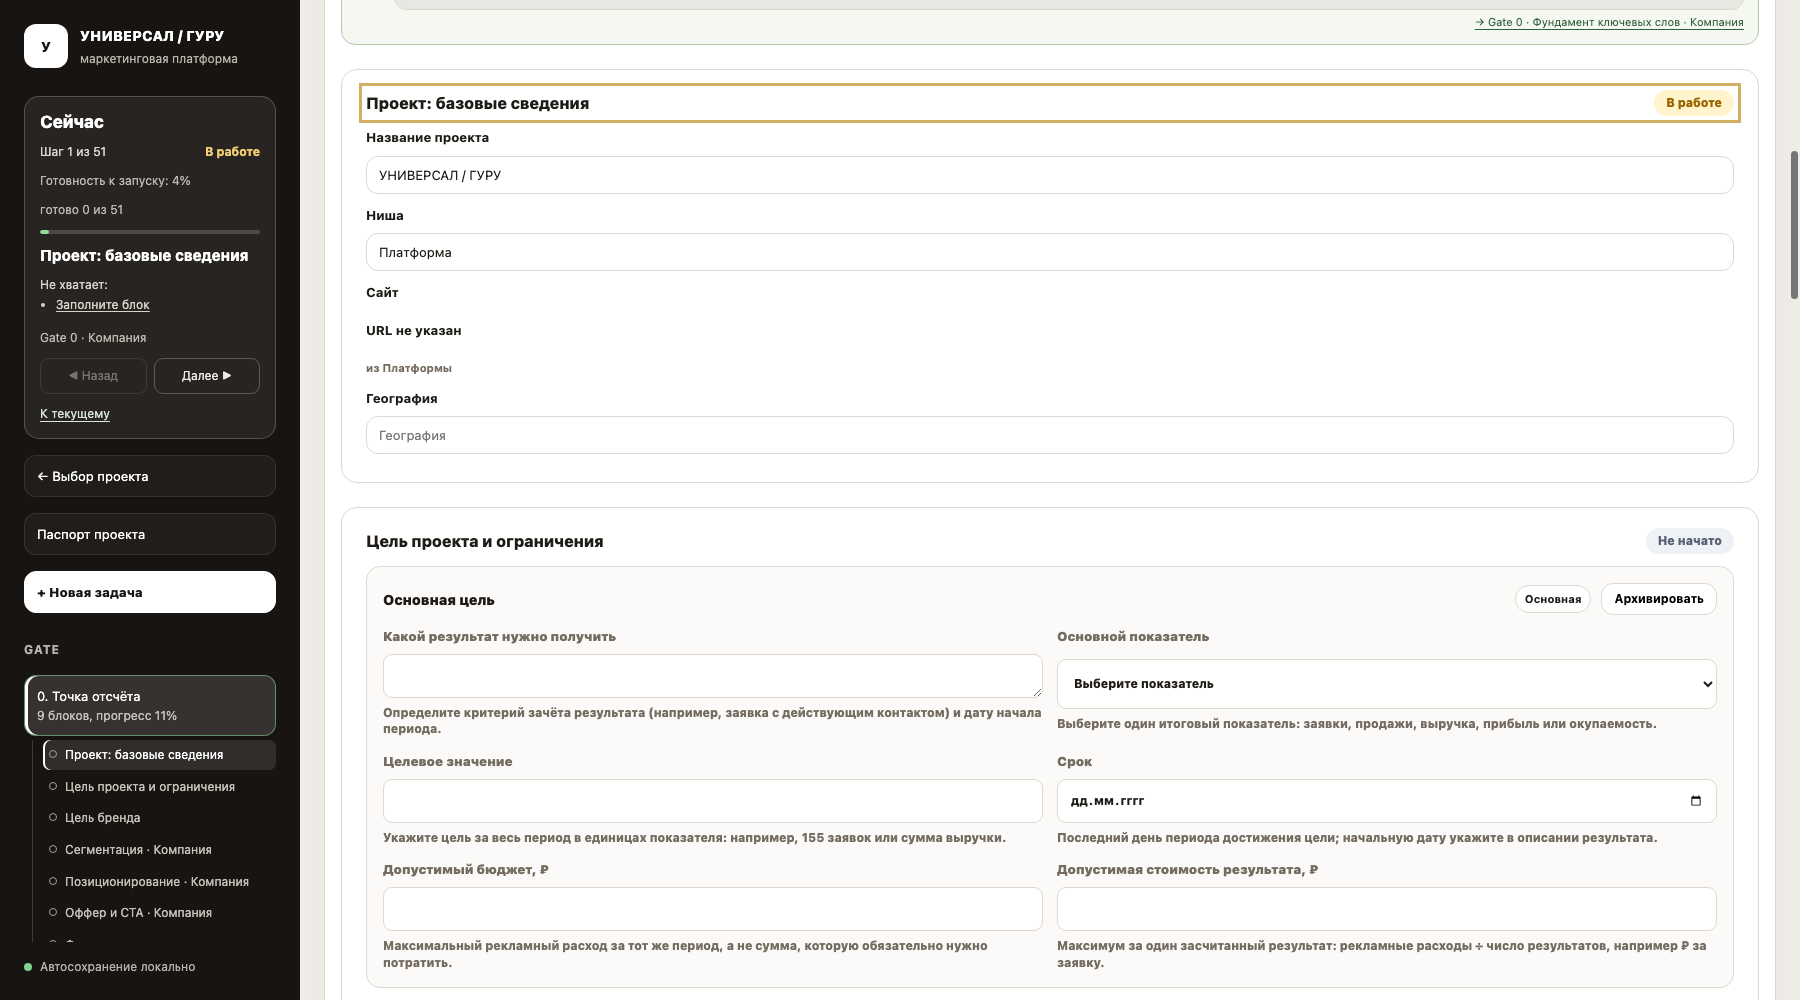 У
УНИВЕРСАЛ / ГУРУ
маркетинговая платформа
Сейчас
Шаг 1 из 51
В работе
Готовность к запуску: 4%
готово 0 из 51
Проект: базовые сведения
Не хватает:
• Заполните блок
Gate 0 · Компания
◀ Назад
Далее ▶
К текущему
← Выбор проекта
Паспорт проекта
+ Новая задача
GATE
0. Точка отсчёта
9 блоков, прогресс 11%
Проект: базовые сведения
Цель проекта и ограничения
Цель бренда
Сегментация · Компания
Позиционирование · Компания
Оффер и CTA · Компания
Автосохранение локально
→ Gate 0 · Фундамент ключевых слов · Компания
Проект: базовые сведения
В работе
Название проекта
УНИВЕРСАЛ / ГУРУ
Ниша
Платформа
Сайт
URL не указан
из Платформы
География
География
Цель проекта и ограничения
Не начато
Основная цель
Основная
Архивировать
Какой результат нужно получить
Определите критерий зачёта результата (например, заявка с действующим контактом) и дату начала
периода.
Основной показатель
Выберите показатель
Выберите один итоговый показатель: заявки, продажи, выручка, прибыль или окупаемость.
Целевое значение
Укажите цель за весь период в единицах показателя: например, 155 заявок или сумма выручки.
Срок
дд.мм.гггг
Последний день периода достижения цели; начальную дату укажите в описании результата.
Допустимый бюджет, ₽
Максимальный рекламный расход за тот же период, а не сумма, которую обязательно нужно
потратить.
Допустимая стоимость результата, ₽
Максимум за один засчитанный результат: рекламные расходы ÷ число результатов, например ₽ за
заявку.